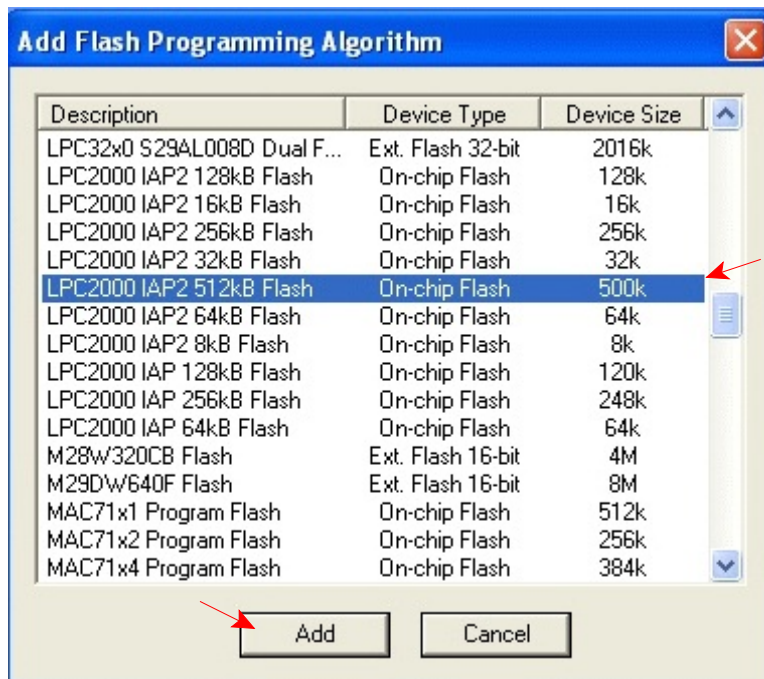 Add Flash Programming Algorithm
Description Device Type Device Size
LPC32x0 S29AL008D Dual F... Ext. Flash 32-bit 2016k
LPC2000 IAP2 128kB Flash On-chip Flash 128k
LPC2000 IAP2 16kB Flash On-chip Flash 16k
LPC2000 IAP2 256kB Flash On-chip Flash 256k
LPC2000 IAP2 32kB Flash On-chip Flash 32k
LPC2000 IAP2 512kB Flash On-chip Flash 500k
LPC2000 IAP2 64kB Flash On-chip Flash 64k
LPC2000 IAP2 8kB Flash On-chip Flash 8k
LPC2000 IAP 128kB Flash On-chip Flash 120k
LPC2000 IAP 256kB Flash On-chip Flash 248k
LPC2000 IAP 64kB Flash On-chip Flash 64k
M28W320CB Flash Ext. Flash 16-bit 4M
M29DW640F Flash Ext. Flash 16-bit 8M
MAC71x1 Program Flash On-chip Flash 512k
MAC71x2 Program Flash On-chip Flash 256k
MAC71x4 Program Flash On-chip Flash 384k
Add Cancel